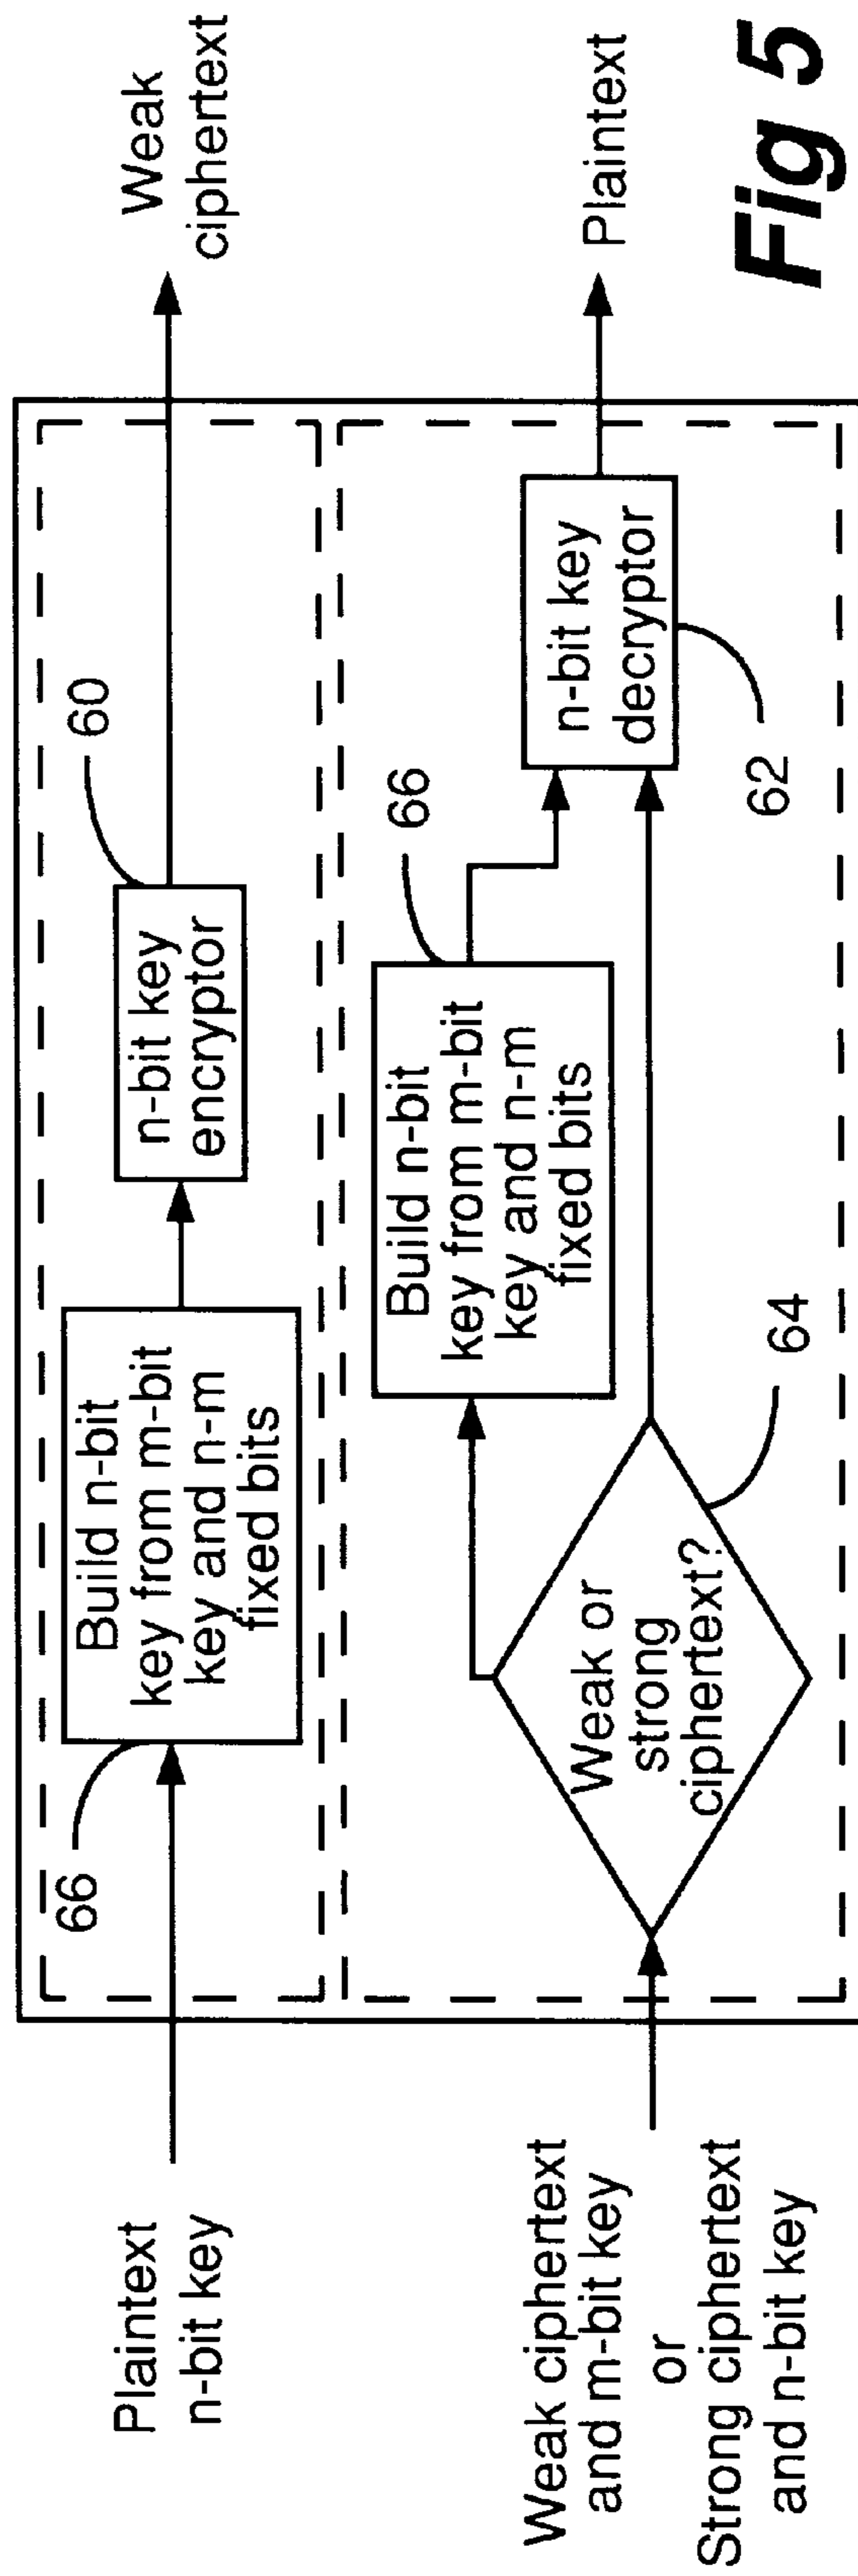 Plaintext
n-bit key
66
Build n-bit
key from m-bit
key and n-m
fixed bits
n-bit key
encryptor
60
Weak
ciphertext
Weak ciphertext
and m-bit key
or
Strong ciphertext
and n-bit key
Weak or
strong
ciphertext?
64
Build n-bit
key from m-bit
key and n-m
fixed bits
66
n-bit key
decryptor
62
Plaintext
Fig 5